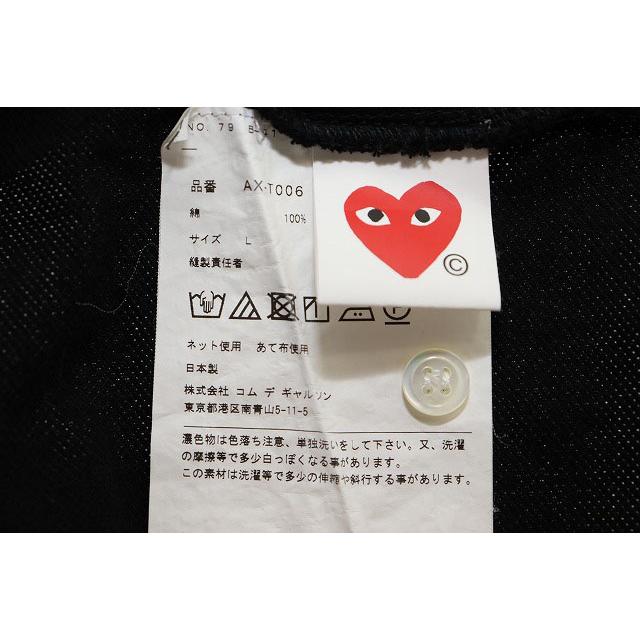 NO. 79
品番 AX-T006
綿 100%
サイズ L
縫製責任者
©
ネット使用 あて布使用
日本製
株式会社 コム デ ギャルソン
東京都港区南青山5-11-5
濃色物は色落ち注意、単独洗いをして下さい。又、洗濯
の摩擦等で多少白っぽくなる事があります。
この素材は洗濯等で多少の伸縮や斜行する事があります。